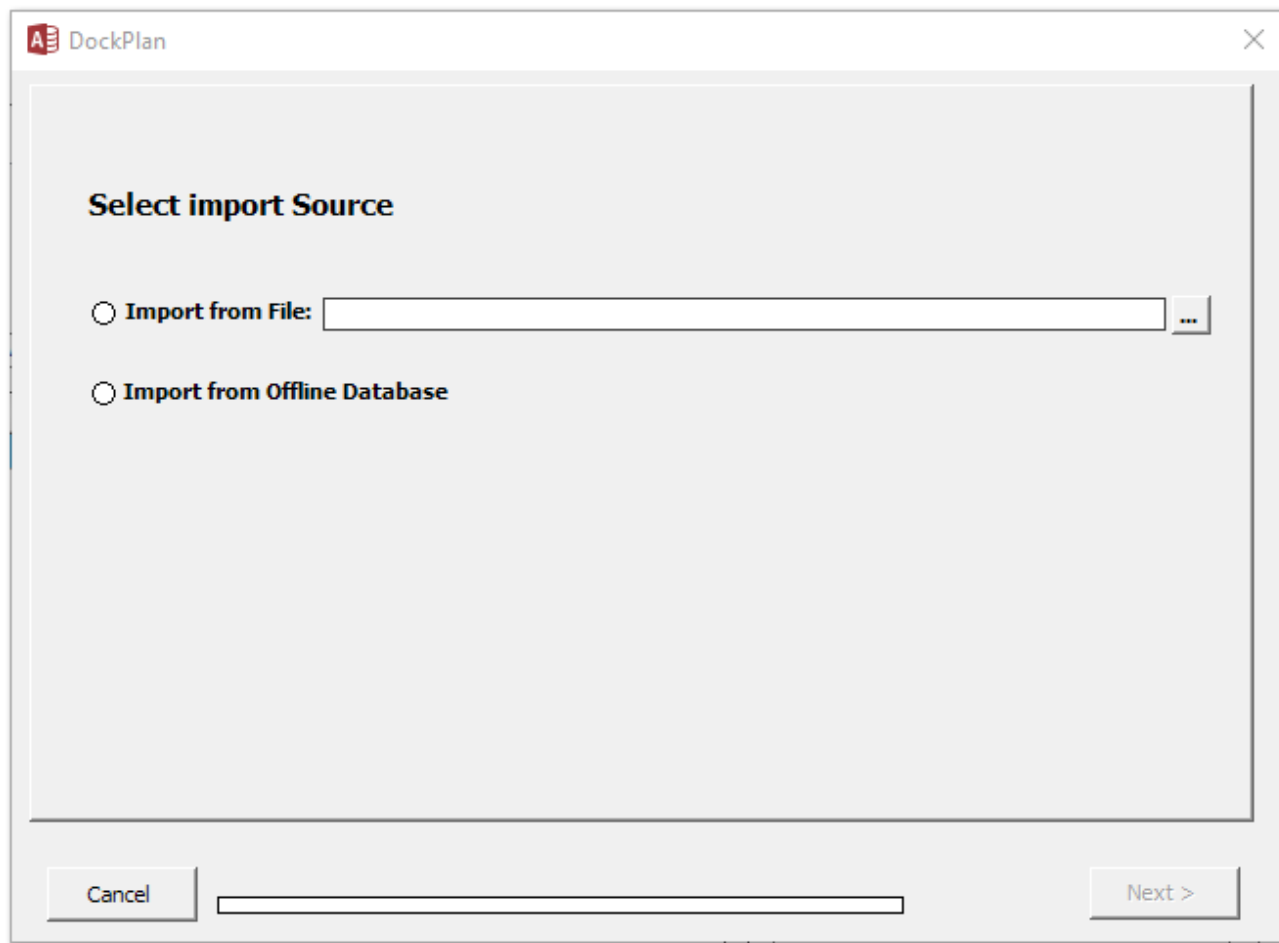 DockPlan
Select import Source
Import from File:
...
Import from Offline Database
Cancel
Next >